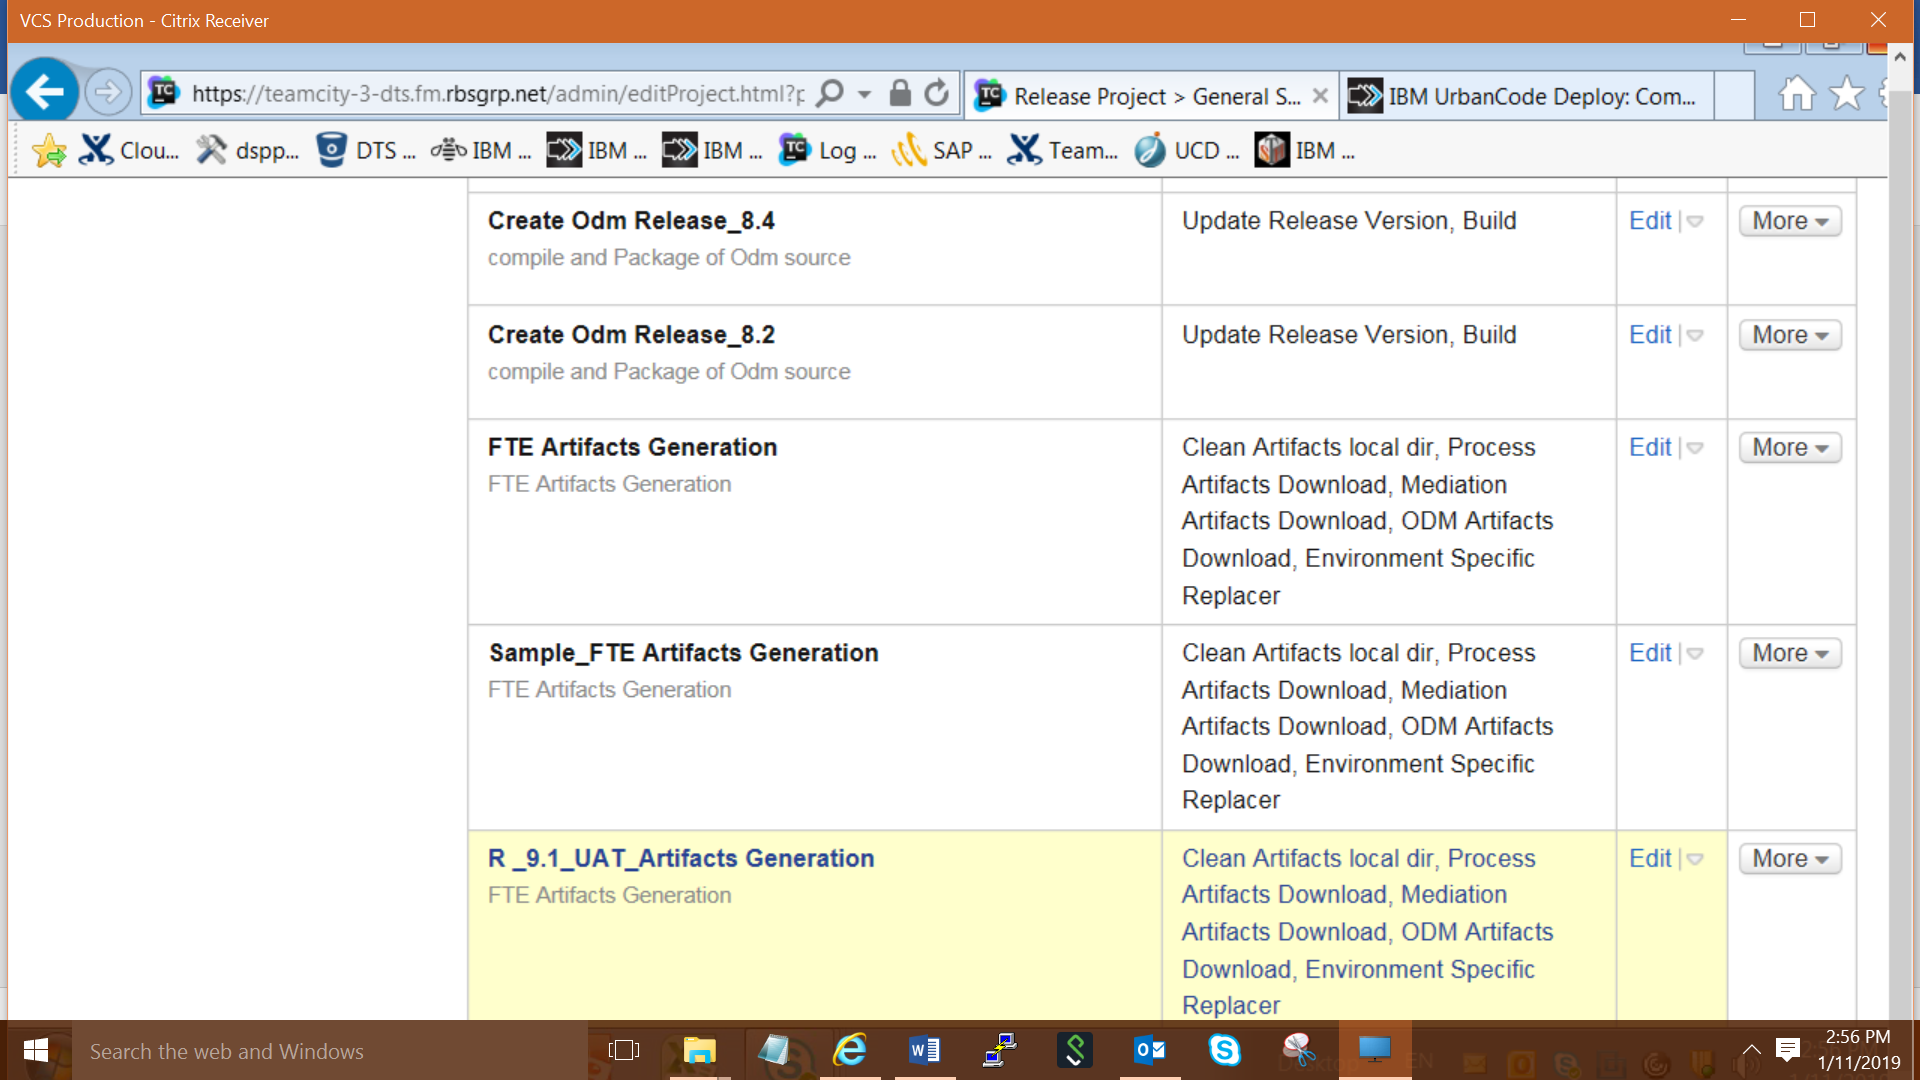 VCS Production - Citrix Receiver
https://teamcity-3-dts.fm.rbsgrp.net/admin/editProject.html?p
Release Project > General S...
IBM UrbanCode Deploy: Com...
Clou...
dspp...
DTS ...
IBM ...
IBM ...
IBM ...
Log ...
SAP ...
Team...
UCD ...
IBM ...
Create Odm Release_8.4
compile and Package of Odm source
Update Release Version, Build
Edit
More
Create Odm Release_8.2
compile and Package of Odm source
Update Release Version, Build
Edit
More
FTE Artifacts Generation
FTE Artifacts Generation
Clean Artifacts local dir, Process
Artifacts Download, Mediation
Artifacts Download, ODM Artifacts
Download, Environment Specific
Replacer
Edit
More
Sample_FTE Artifacts Generation
FTE Artifacts Generation
Clean Artifacts local dir, Process
Artifacts Download, Mediation
Artifacts Download, ODM Artifacts
Download, Environment Specific
Replacer
Edit
More
R _9.1_UAT_Artifacts Generation
FTE Artifacts Generation
Clean Artifacts local dir, Process
Artifacts Download, Mediation
Artifacts Download, ODM Artifacts
Download, Environment Specific
Replacer
Edit
More
Search the web and Windows
Desktop
EN
2:56 PM
1/11/2019